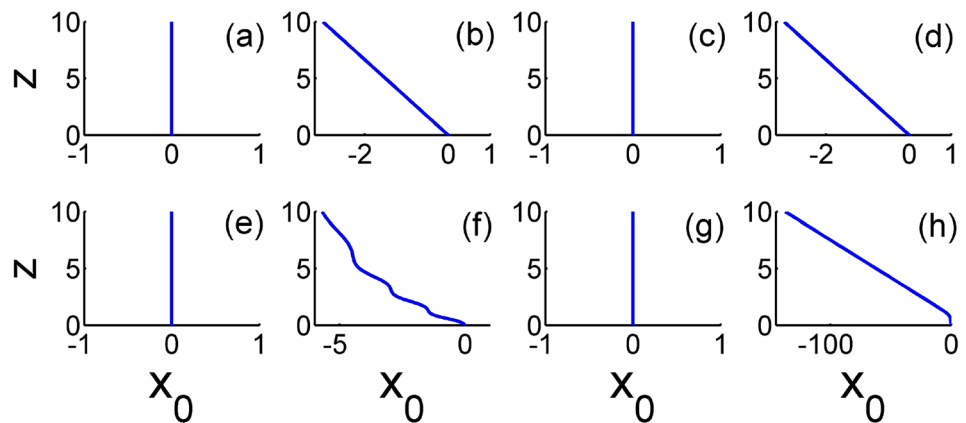 10 (a) 10 (b) 10 (c) 10 (d)
z 5 5 5 5
0 0 0 0
-1 0 1 -2 0 1 -1 0 1 -2 0 1
10 (e) 10 (f) 10 (g) 10 (h)
z 5 5 5 5
0 0 0 0
-1 0 1 -5 0 -1 0 1 -100 0
x₀ x₀ x₀ x₀